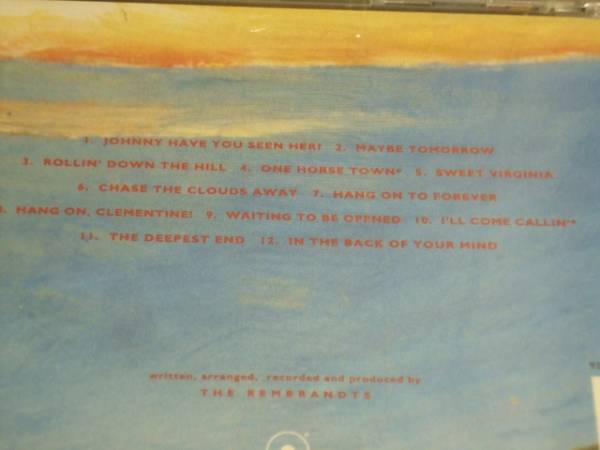 1. JOHNNY HAVE YOU SEEN HER? 2. MAYBE TOMORROW
3. ROLLIN' DOWN THE HILL 4. ONE HORSE TOWN* 5. SWEET VIRGINIA
6. CHASE THE CLOUDS AWAY 7. HANG ON TO FOREVER
8. HANG ON, CLEMENTINE! 9. WAITING TO BE OPENED 10. I'LL COME CALLIN'*
11. THE DEEPEST END 12. IN THE BACK OF YOUR MIND
written, arranged, recorded and produced by
THE REMBRANDTS